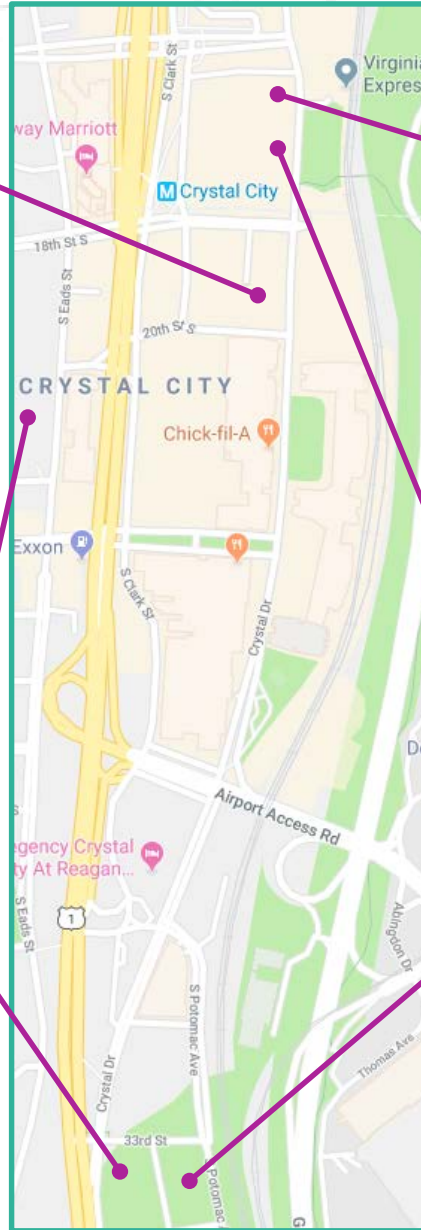 S Clark St
Virginia
Expres
way Marriott
M Crystal City
18th St S
S Eads St
20th St S
CRYSTAL CITY
Chick-fil-A
Exxon
S Clark St
Crystal Dr
De
Airport Access Rd
egency Crystal
ty At Reagan...
S Eads St
1
Abingdon Dr
S Potomac Ave
Crystal Dr
Thomas Ave
33rd St
S Potomac
G